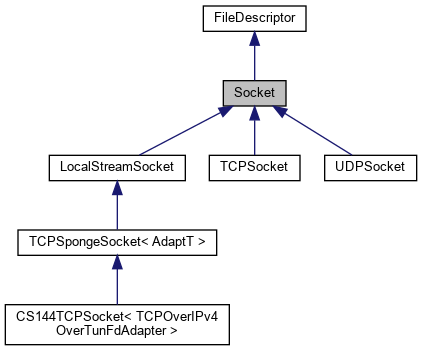 FileDescriptor
Socket
LocalStreamSocket
TCPSocket
UDPSocket
TCPSpongeSocket< AdaptT >
CS144TCPSocket< TCPOverIPv4
OverTunFdAdapter >